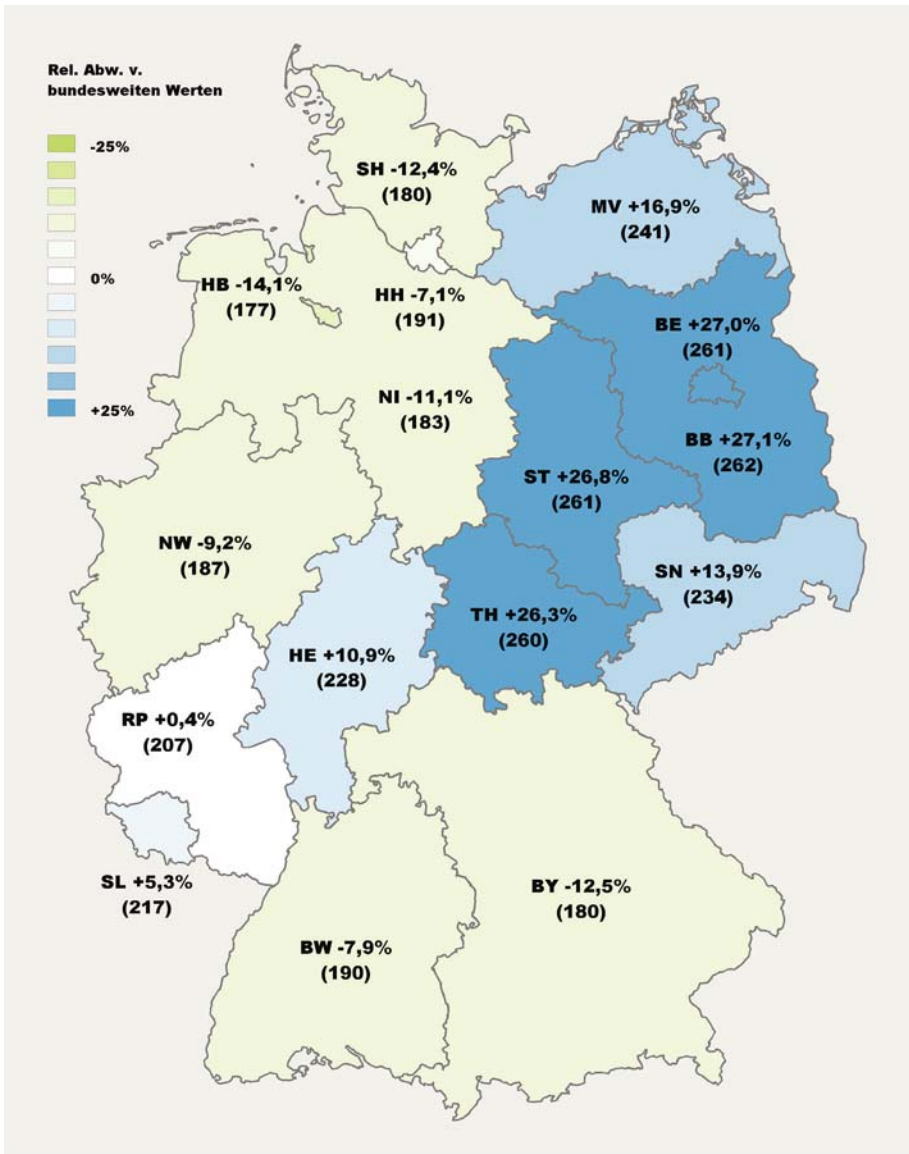 Rel. Abw. v.
bundesweiten Werten
-25%
0%
+25%
SH -12,4%
(180)
MV +16,9%
(241)
HB -14,1%
(177)
HH -7,1%
(191)
BE +27,0%
(261)
NI -11,1%
(183)
BB +27,1%
(262)
ST +26,8%
(261)
NW -9,2%
(187)
SN +13,9%
(234)
TH +26,3%
(260)
HE +10,9%
(228)
RP +0,4%
(207)
SL +5,3%
(217)
BY -12,5%
(180)
BW -7,9%
(190)